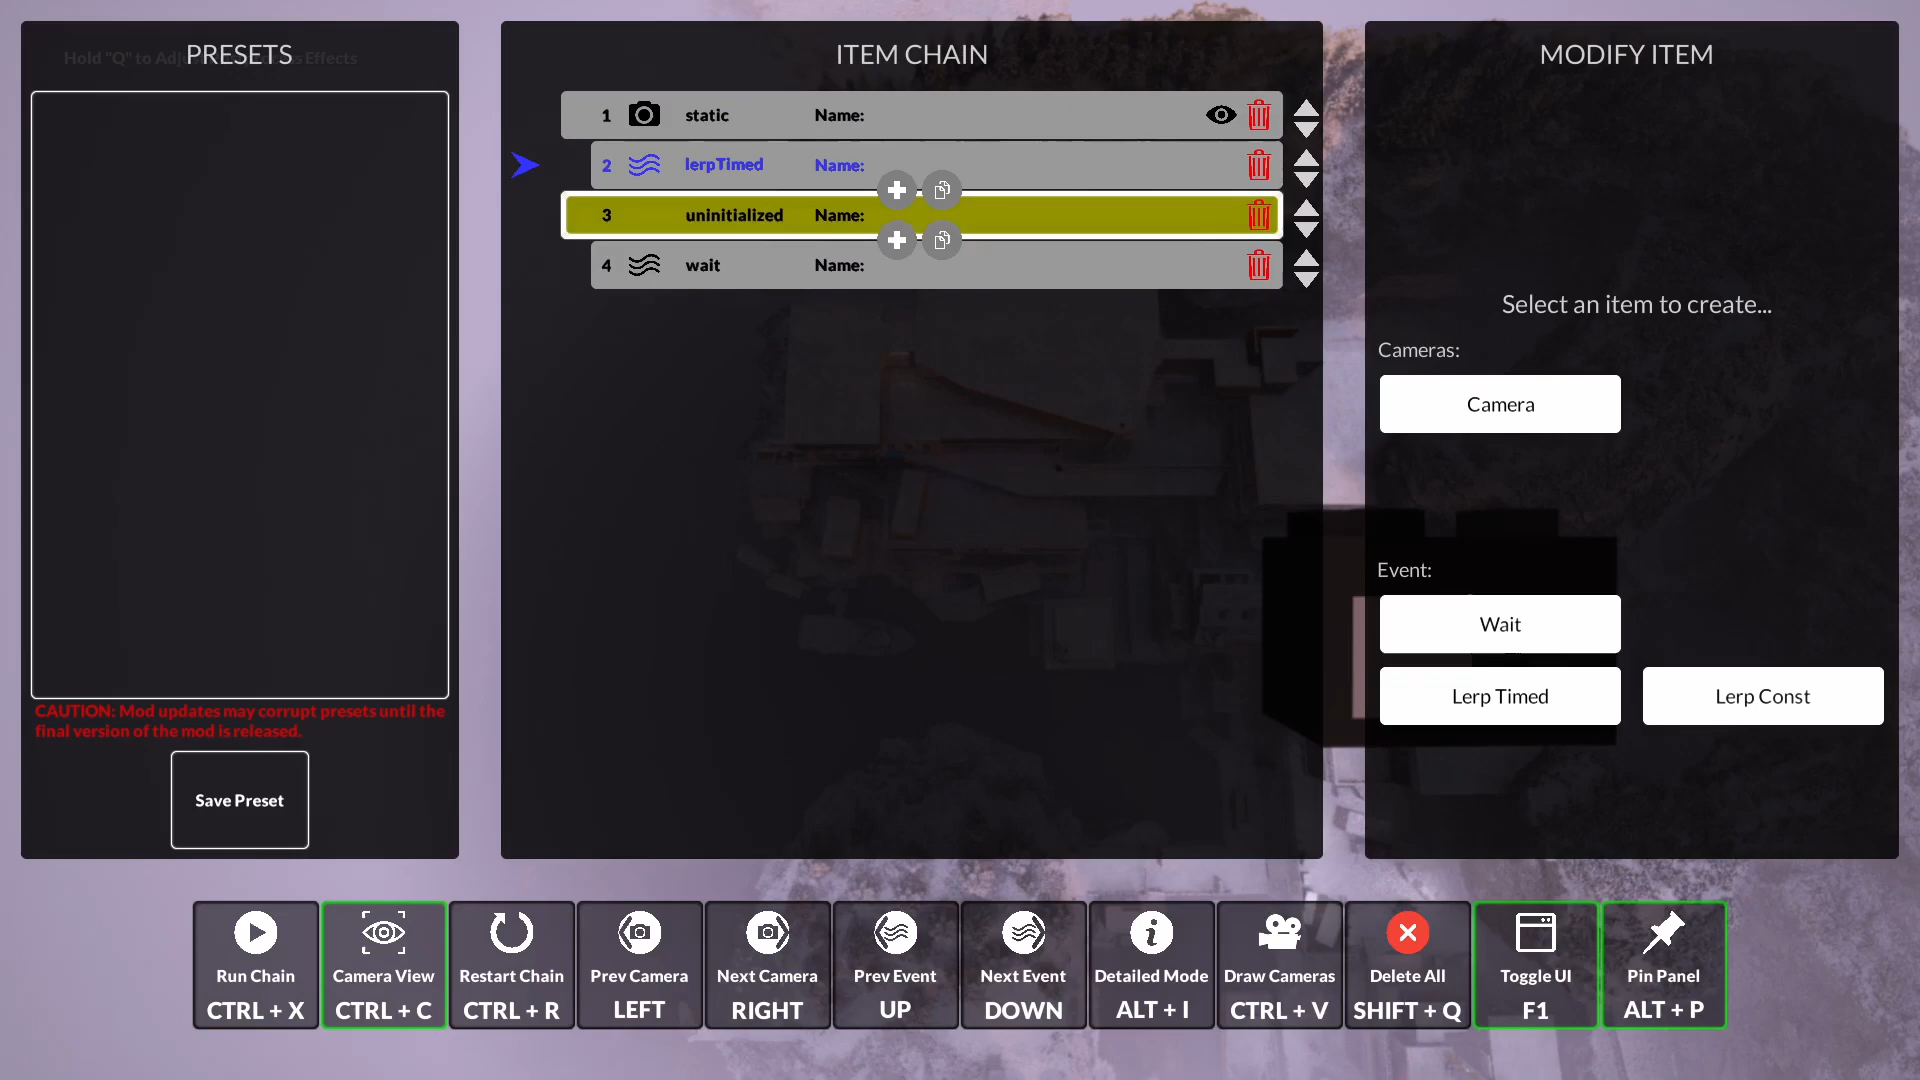 PRESETS
Hold "Q" to Adj
s Effects
CAUTION: Mod updates may corrupt presets until the
final version of the mod is released.
Save Preset
ITEM CHAIN
1 static Name:
2 lerpTimed Name:
3 uninitialized Name:
4 wait Name:
MODIFY ITEM
Select an item to create...
Cameras:
Camera
Event:
Wait
Lerp Timed Lerp Const
Run Chain Camera View Restart Chain Prev Camera Next Camera Prev Event Next Event Detailed Mode Draw Cameras Delete All Toggle UI Pin Panel
CTRL + X CTRL + C CTRL + R LEFT RIGHT UP DOWN ALT + I CTRL + V SHIFT + Q F1 ALT + P